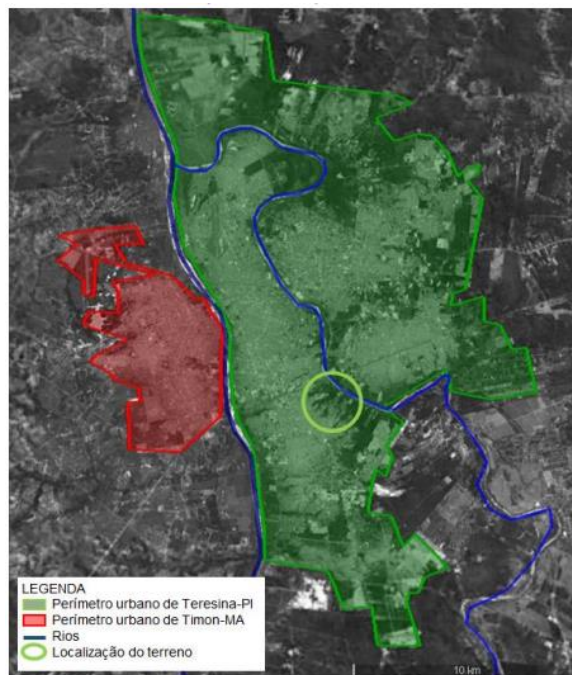 LEGENDA
Perímetro urbano de Teresina-PI
Perímetro urbano de Timon-MA
Rios
Localização do terreno
10 km